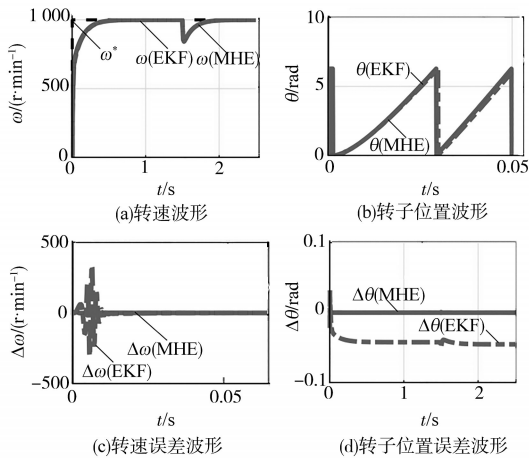 1 000
ω*
ω(EKF)
ω(MHE)
500
ω/(r·min⁻¹)
0
1
2
t/s
(a)转速波形
10
θ(EKF)
5
θ/rad
θ(MHE)
0
0.05
t/s
(b)转子位置波形
500
Δω/(r·min⁻¹)
0
Δω(MHE)
Δω(EKF)
−500
0
0.05
t/s
(c)转速误差波形
0.1
Δθ(MHE)
Δθ/rad
0
Δθ(EKF)
−0.1
0
1
2
t/s
(d)转子位置误差波形